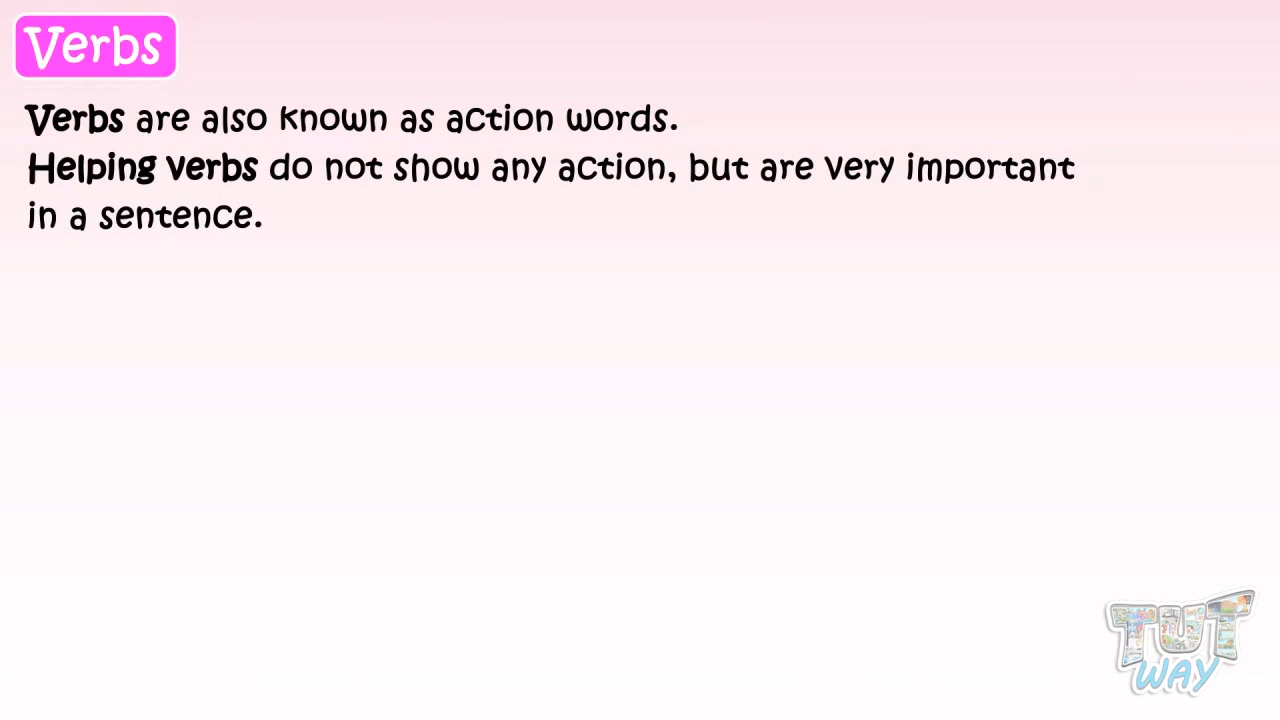 Verbs
Verbs are also known as action words.
Helping verbs do not show any action, but are very important
in a sentence.
TUT
WAY